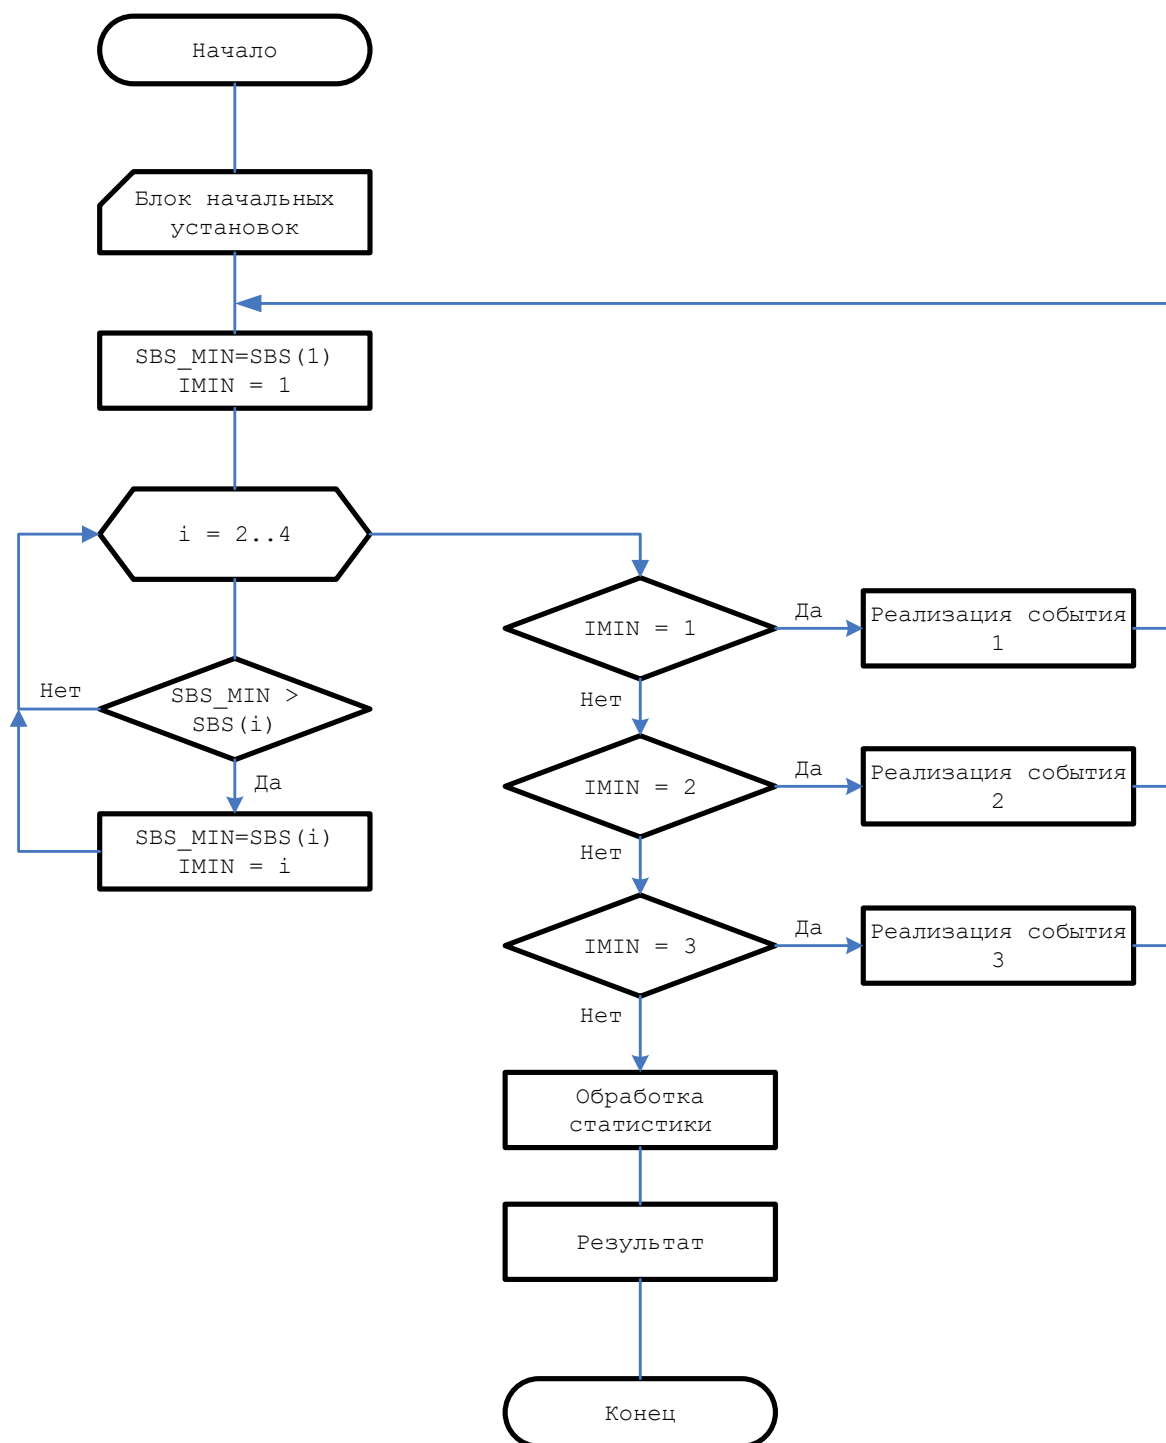 Начало
Блок начальных
установок
SBS_MIN=SBS(1)
IMIN = 1
i = 2..4
SBS_MIN >
SBS(i)
Нет
Да
SBS_MIN=SBS(i)
IMIN = i
IMIN = 1
Да
Реализация события
1
Нет
IMIN = 2
Да
Реализация события
2
Нет
IMIN = 3
Да
Реализация события
3
Нет
Обработка
статистики
Результат
Конец